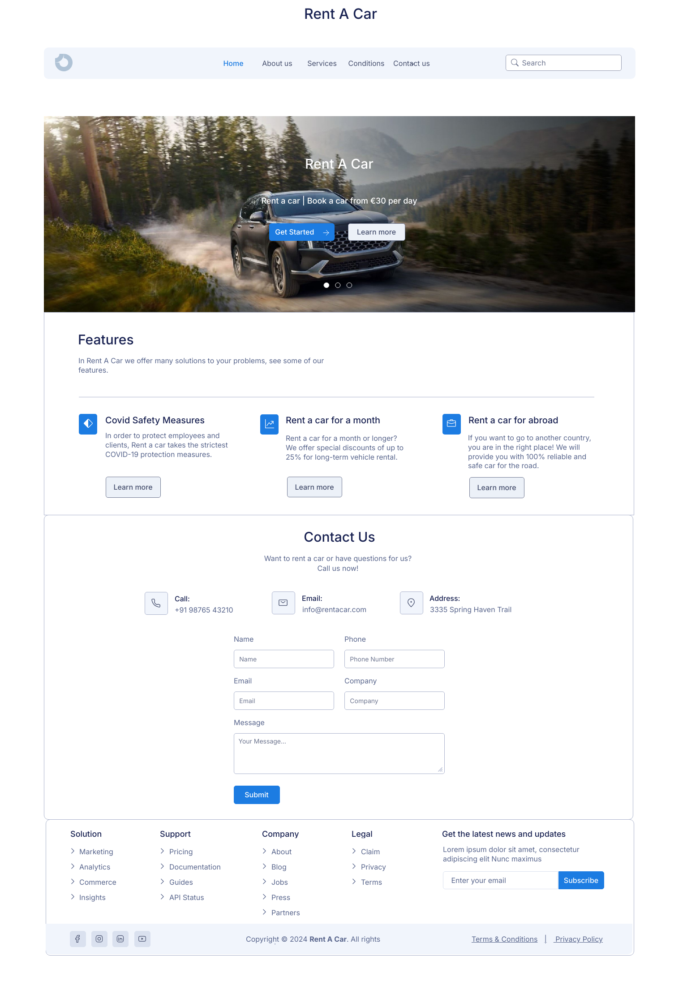 Rent A Car
Home About us Services Conditions Contact us
Search
Rent A Car
Rent a car | Book a car from €30 per day
Get Started
Learn more
Features
In Rent A Car we offer many solutions to your problems, see some of our
features.
Covid Safety Measures
In order to protect employees and
clients, Rent a car takes the strictest
COVID-19 protection measures.
Learn more
Rent a car for a month
Rent a car for a month or longer?
We offer special discounts of up to
25% for long-term vehicle rental.
Learn more
Rent a car for abroad
If you want to go to another country,
you are in the right place! We will
provide you with 100% reliable and
safe car for the road.
Learn more
Contact Us
Want to rent a car or have questions for us?
Call us now!
Call:
+91 98765 43210
Email:
info@rentacar.com
Address:
3335 Spring Haven Trail
Name
Name
Phone
Phone Number
Email
Email
Company
Company
Message
Your Message...
Submit
Solution
Marketing
Analytics
Commerce
Insights
Support
Pricing
Documentation
Guides
API Status
Company
About
Blog
Jobs
Press
Partners
Legal
Claim
Privacy
Terms
Get the latest news and updates
Lorem ipsum dolor sit amet, consectetur
adipiscing elit Nunc maximus
Enter your email
Subscribe
Copyright © 2024 Rent A Car. All rights
Terms & Conditions | Privacy Policy